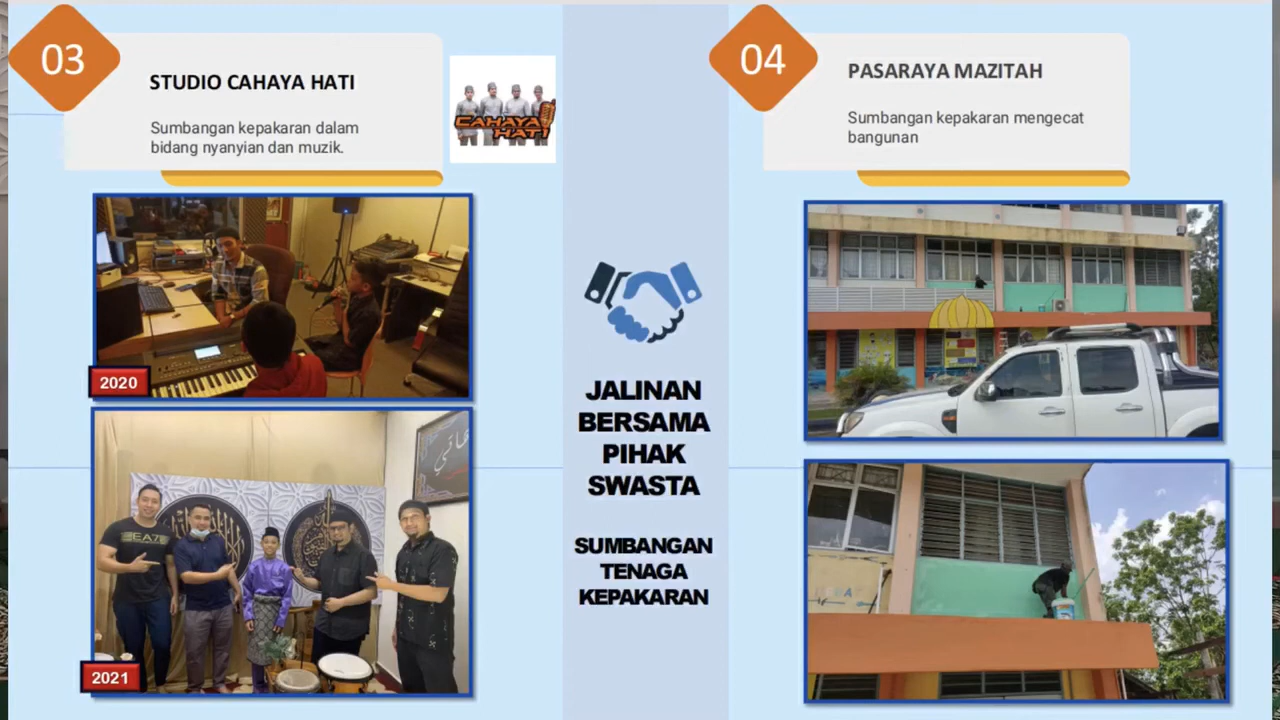 03
STUDIO CAHAYA HATI
Sumbangan kepakaran dalam
bidang nyanyian dan muzik.
CAHAYA
HATI
2020
2021
JALINAN
BERSAMA
PIHAK
SWASTA
SUMBANGAN
TENAGA
KEPAKARAN
04
PASARAYA MAZITAH
Sumbangan kepakaran mengecat
bangunan